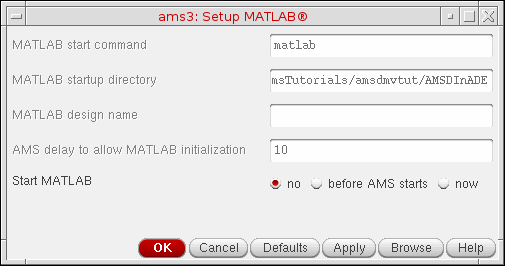 ams3: Setup MATLAB®
MATLAB start command matlab
MATLAB startup directory msTutorials/amsdmvtut/AMSDInADE
MATLAB design name
AMS delay to allow MATLAB initialization 10
Start MATLAB no before AMS starts now
OK Cancel Defaults Apply Browse Help